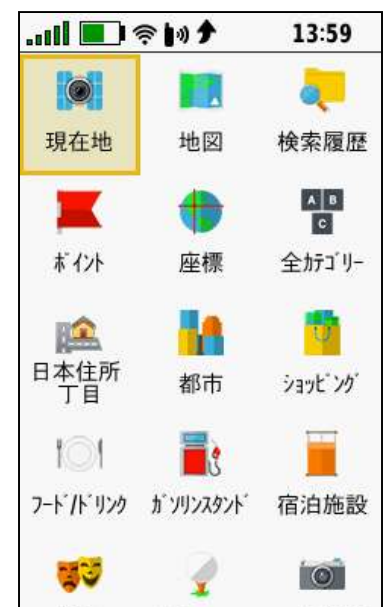 13:59
現在地 地図 検索履歴
A B
C
ﾎﾟｲﾝﾄ 座標 全ｶﾃｺﾞﾘｰ
日本住所
丁目
都市 ｼｮｯﾋﾟﾝｸﾞ
ﾌｰﾄﾞ/ﾄﾞﾘﾝｸ ｶﾞｿﾘﾝｽﾀﾝﾄﾞ 宿泊施設